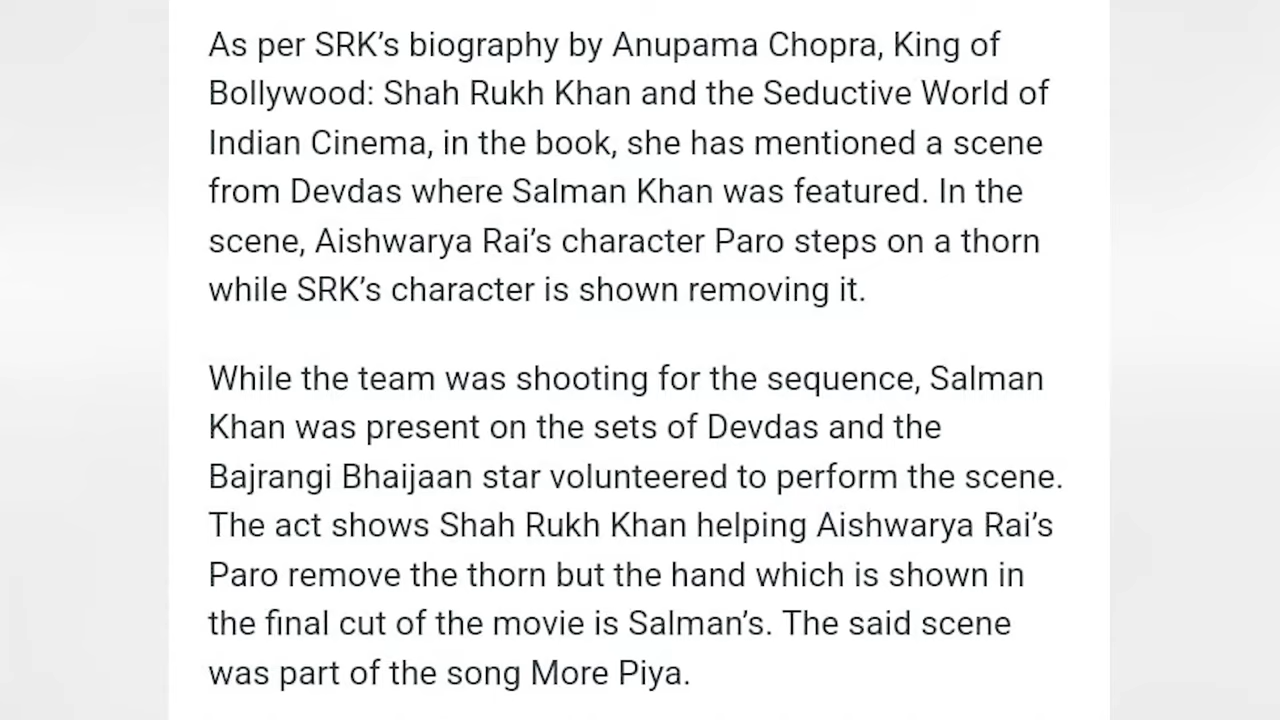 As per SRK’s biography by Anupama Chopra, King of
Bollywood: Shah Rukh Khan and the Seductive World of
Indian Cinema, in the book, she has mentioned a scene
from Devdas where Salman Khan was featured. In the
scene, Aishwarya Rai’s character Paro steps on a thorn
while SRK’s character is shown removing it.
While the team was shooting for the sequence, Salman
Khan was present on the sets of Devdas and the
Bajrangi Bhaijaan star volunteered to perform the scene.
The act shows Shah Rukh Khan helping Aishwarya Rai’s
Paro remove the thorn but the hand which is shown in
the final cut of the movie is Salman’s. The said scene
was part of the song More Piya.